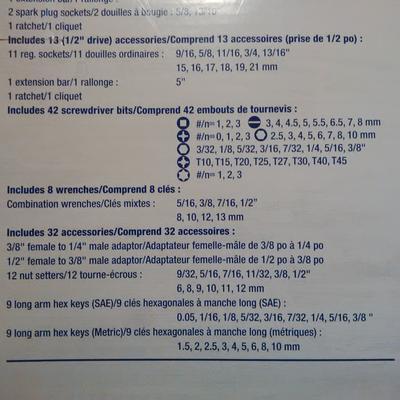 2 spark plug sockets/2 douilles à bougie : 5/8, 13/16"
1 ratchet/1 cliquet
Includes 13 (1/2" drive) accessories/Comprend 13 accessoires (prise de 1/2 po) :
11 reg. sockets/11 douilles ordinaires : 9/16, 5/8, 11/16, 3/4, 13/16"
15, 16, 17, 18, 19, 21 mm
1 extension bar/1 rallonge : 5"
1 ratchet/1 cliquet
Includes 42 screwdriver bits/Comprend 42 embouts de tournevis :
#/nº 1, 2, 3 3, 4, 4.5, 5, 5.5, 6.5, 7, 8 mm
#/nº 0, 1, 2, 3 2.5, 3, 4, 5, 6, 7, 8, 10 mm
3/32, 1/8, 5/32, 3/16, 7/32, 1/4, 5/16, 3/8"
T10, T15, T20, T25, T27, T30, T40, T45
#/nº 1, 2, 3
Includes 8 wrenches/Comprend 8 clés :
Combination wrenches/Clés mixtes : 5/16, 3/8, 7/16, 1/2"
8, 10, 12, 13 mm
Includes 32 accessories/Comprend 32 accessoires :
3/8" female to 1/4" male adaptor/Adaptateur femelle-mâle de 3/8 po à 1/4 po
1/2" female to 3/8" male adaptor/Adaptateur femelle-mâle de 1/2 po à 3/8 po
12 nut setters/12 tourne-écrous : 9/32, 5/16, 7/16, 11/32, 3/8, 1/2"
6, 8, 9, 10, 11, 12 mm
9 long arm hex keys (SAE)/9 clés hexagonales à manche long (SAE) :
0.05, 1/16, 1/8, 5/32, 3/16, 7/32, 1/4, 5/16, 3/8 "
9 long arm hex keys (Metric)/9 clés hexagonales à manche long (métriques) :
1.5, 2, 2.5, 3, 4, 5, 6, 8, 10 mm